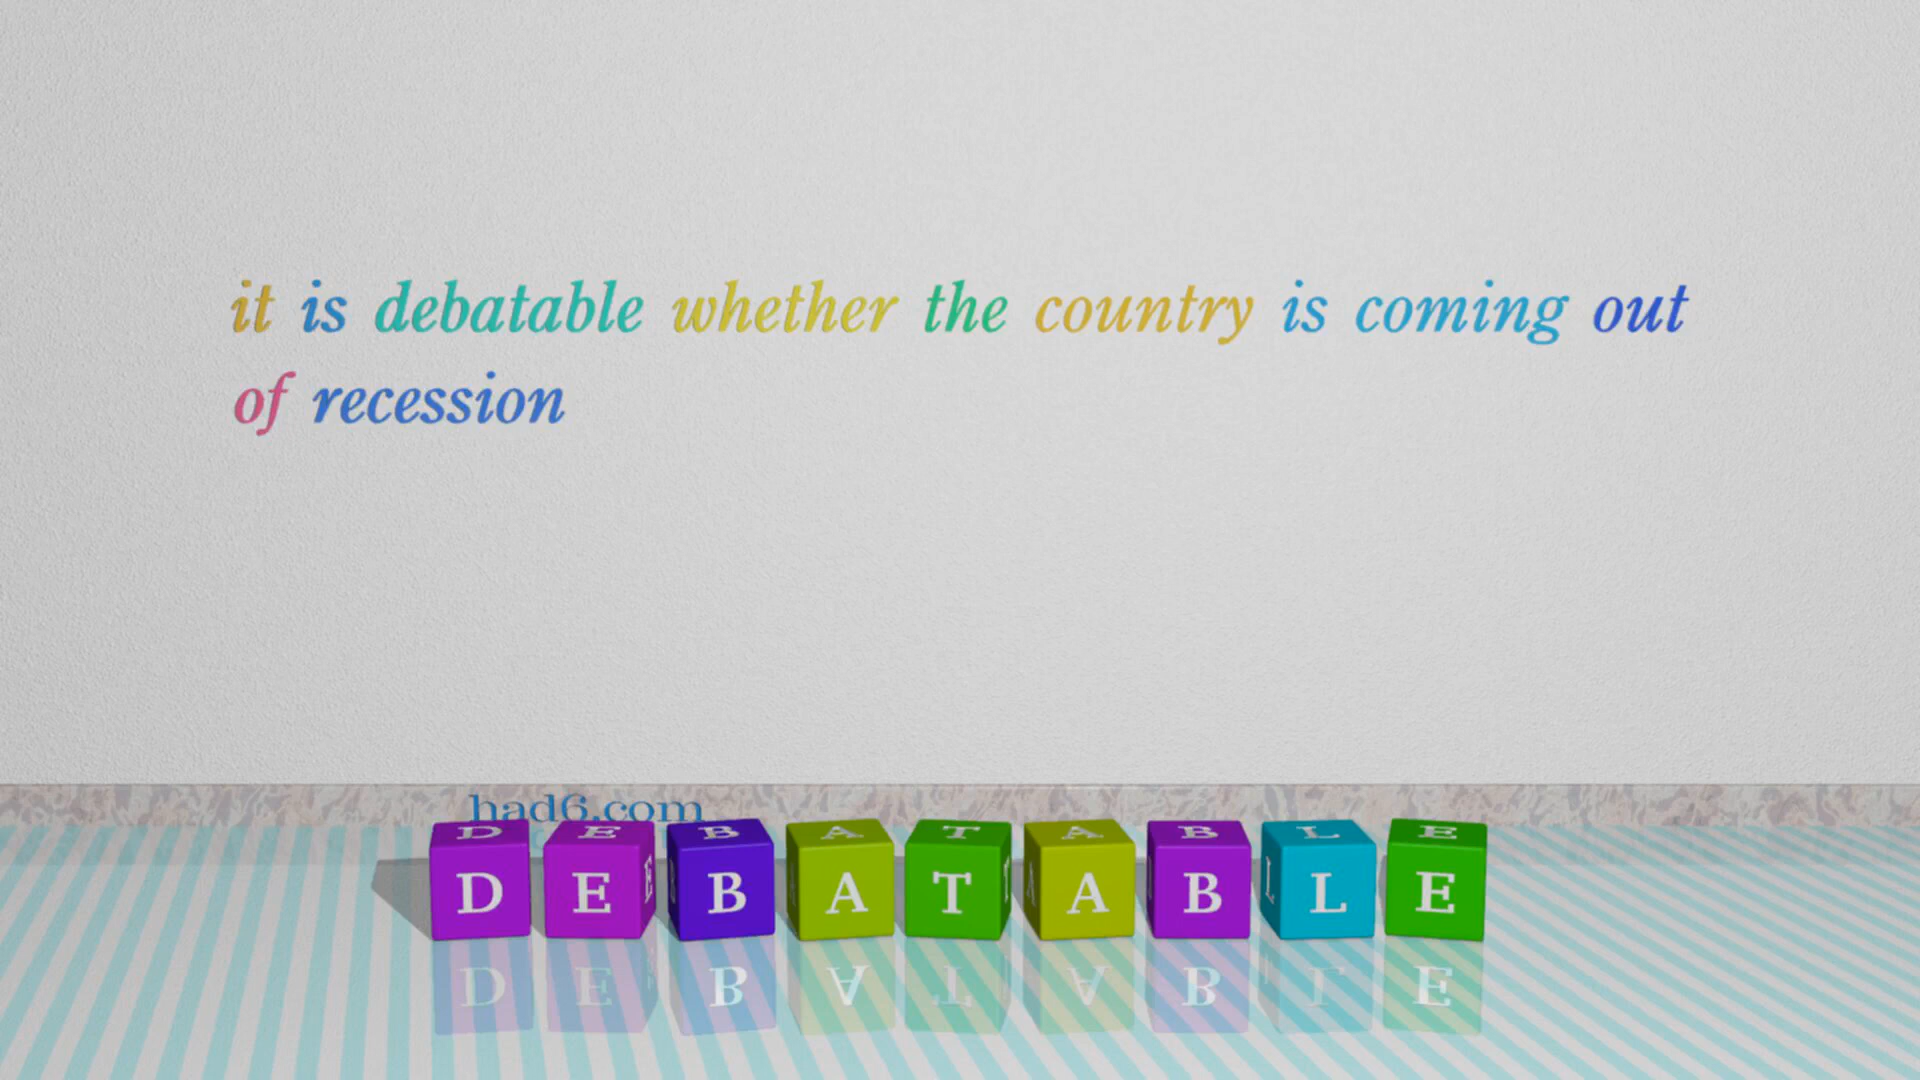 it is debatable whether the country is coming out
of recession
had6.com
DEBATABLE